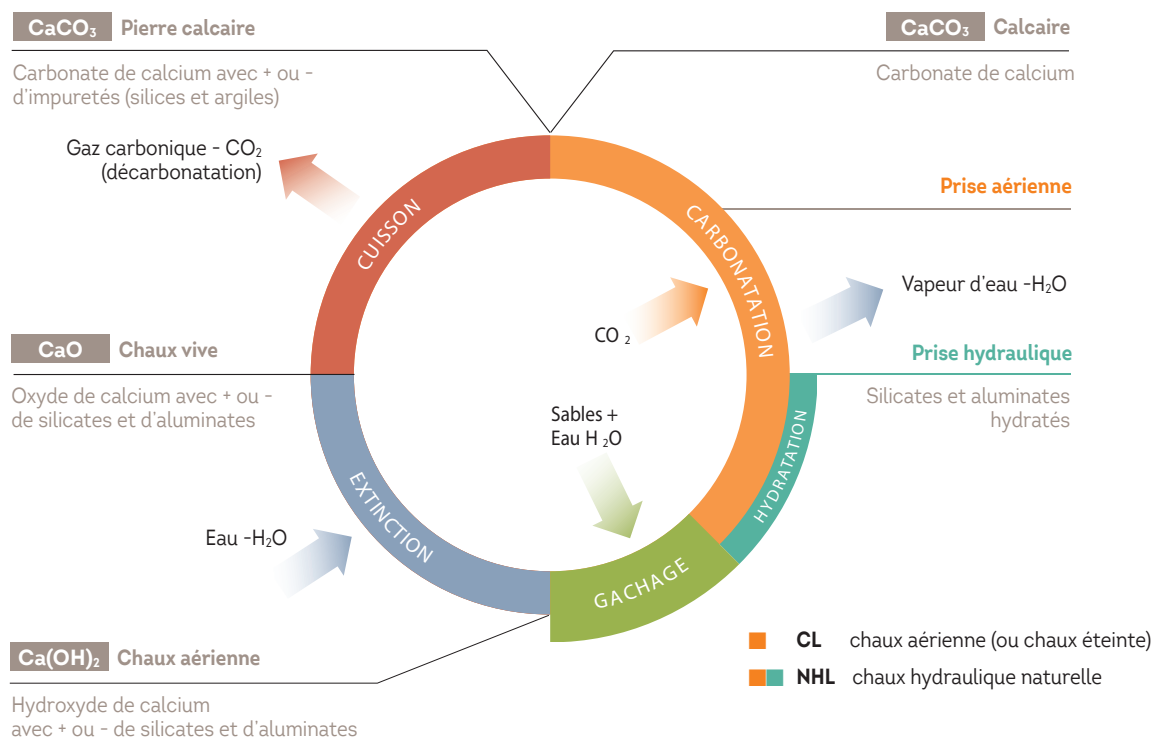 CaCO₃ Pierre calcaire
Carbonate de calcium avec + ou -
d'impuretés (silices et argiles)
CaCO₃ Calcaire
Carbonate de calcium
Gaz carbonique - CO₂
(décarbonatation)
Prise aérienne
CUISSON
CARBONATATION
Vapeur d'eau -H₂O
CO ₂
CaO Chaux vive
Oxyde de calcium avec + ou -
de silicates et d'aluminates
Prise hydraulique
Silicates et aluminates
hydratés
Sables +
Eau H ₂O
HYDRATATION
EXTINCTION
Eau -H₂O
GACHAGE
Ca(OH)₂ Chaux aérienne
Hydroxyde de calcium
avec + ou - de silicates et d'aluminates
CL chaux aérienne (ou chaux éteinte)
NHL chaux hydraulique naturelle